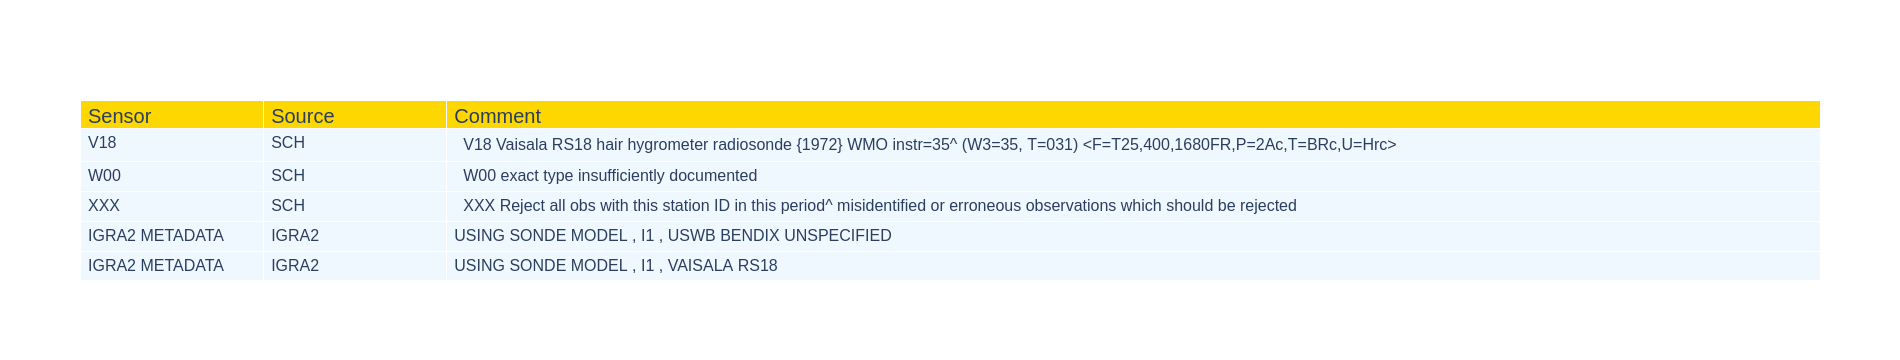 Sensor Source Comment
V18 SCH V18 Vaisala RS18 hair hygrometer radiosonde {1972} WMO instr=35^ (W3=35, T=031) <F=T25,400,1680FR,P=2Ac,T=BRc,U=Hrc>
W00 SCH W00 exact type insufficiently documented
XXX SCH XXX Reject all obs with this station ID in this period^ misidentified or erroneous observations which should be rejected
IGRA2 METADATA IGRA2 USING SONDE MODEL , I1 , USWB BENDIX UNSPECIFIED
IGRA2 METADATA IGRA2 USING SONDE MODEL , I1 , VAISALA RS18